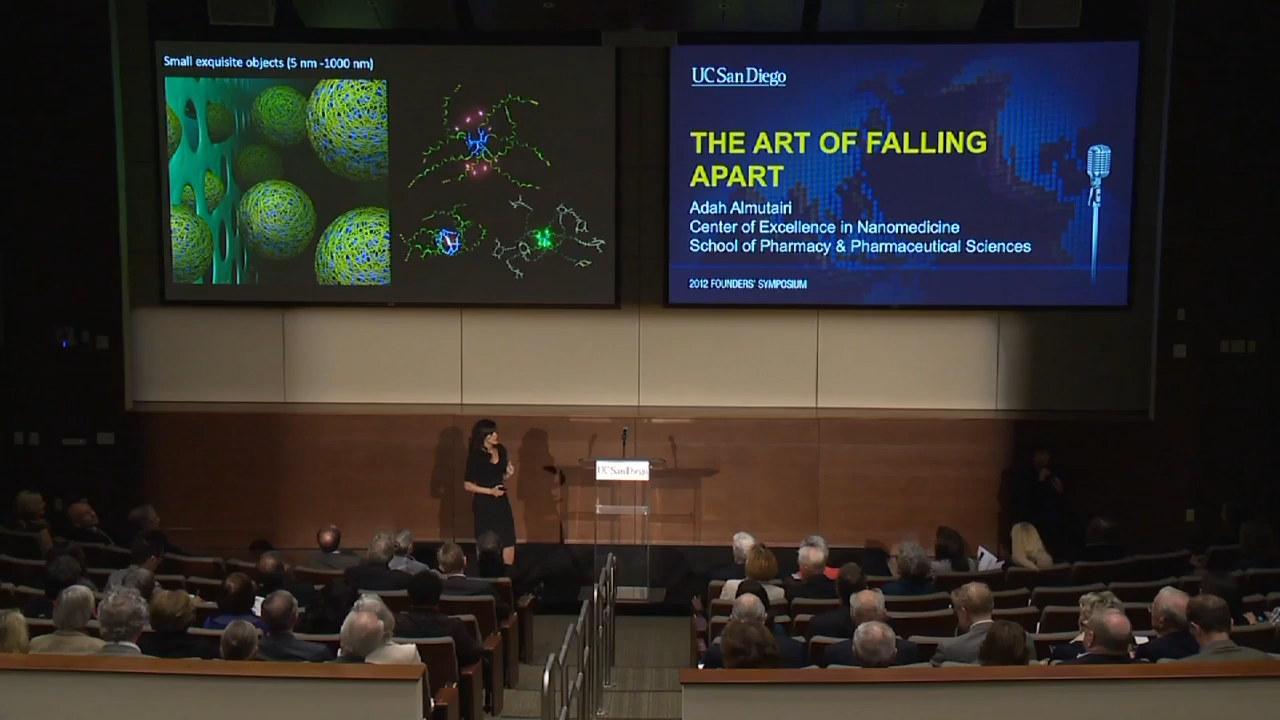 Small exquisite objects (5 nm -1000 nm)
UC San Diego
THE ART OF FALLING
APART
Adah Almutairi
Center of Excellence in Nanomedicine
School of Pharmacy & Pharmaceutical Sciences
2012 FOUNDERS' SYMPOSIUM
UC San Diego